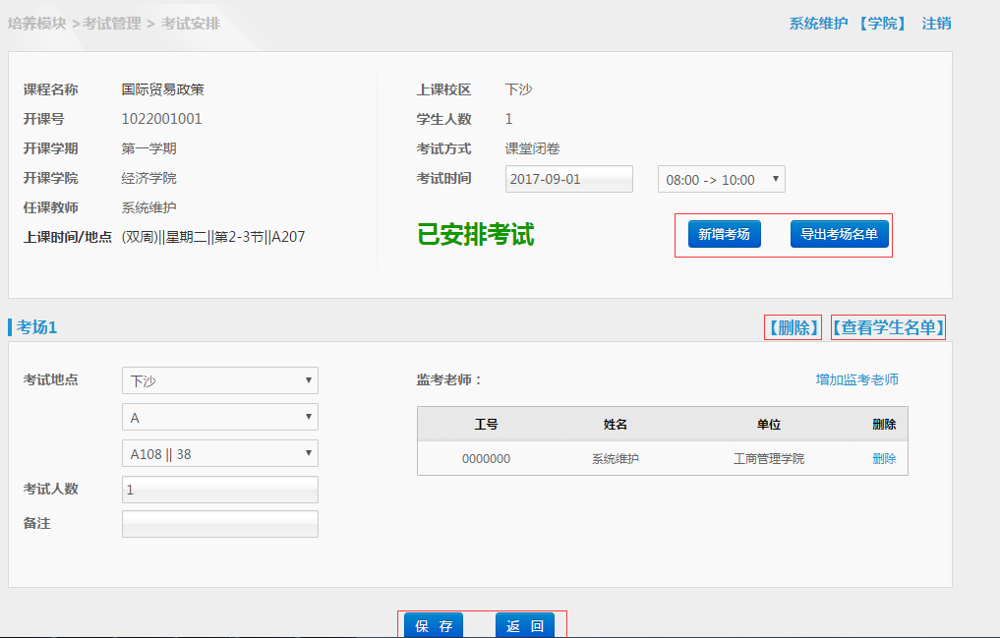 培养模块 >考试管理 > 考试安排
系统维护 【学院】 注销
课程名称 国际贸易政策
上课校区 下沙
开课号 1022001001
学生人数 1
开课学期 第一学期
考试方式 课堂闭卷
开课学院 经济学院
考试时间 2017-09-01 08:00 -> 10:00
任课教师 系统维护
上课时间/地点 (双周)||星期二||第2-3节||A207
已安排考试
新增考场 导出考场名单
考场1
【删除】 【查看学生名单】
考试地点 下沙
A
A108 || 38
考试人数 1
备注
监考老师： 增加监考老师
工号 姓名 单位 删除
0000000 系统维护 工商管理学院 删除
保 存 返 回